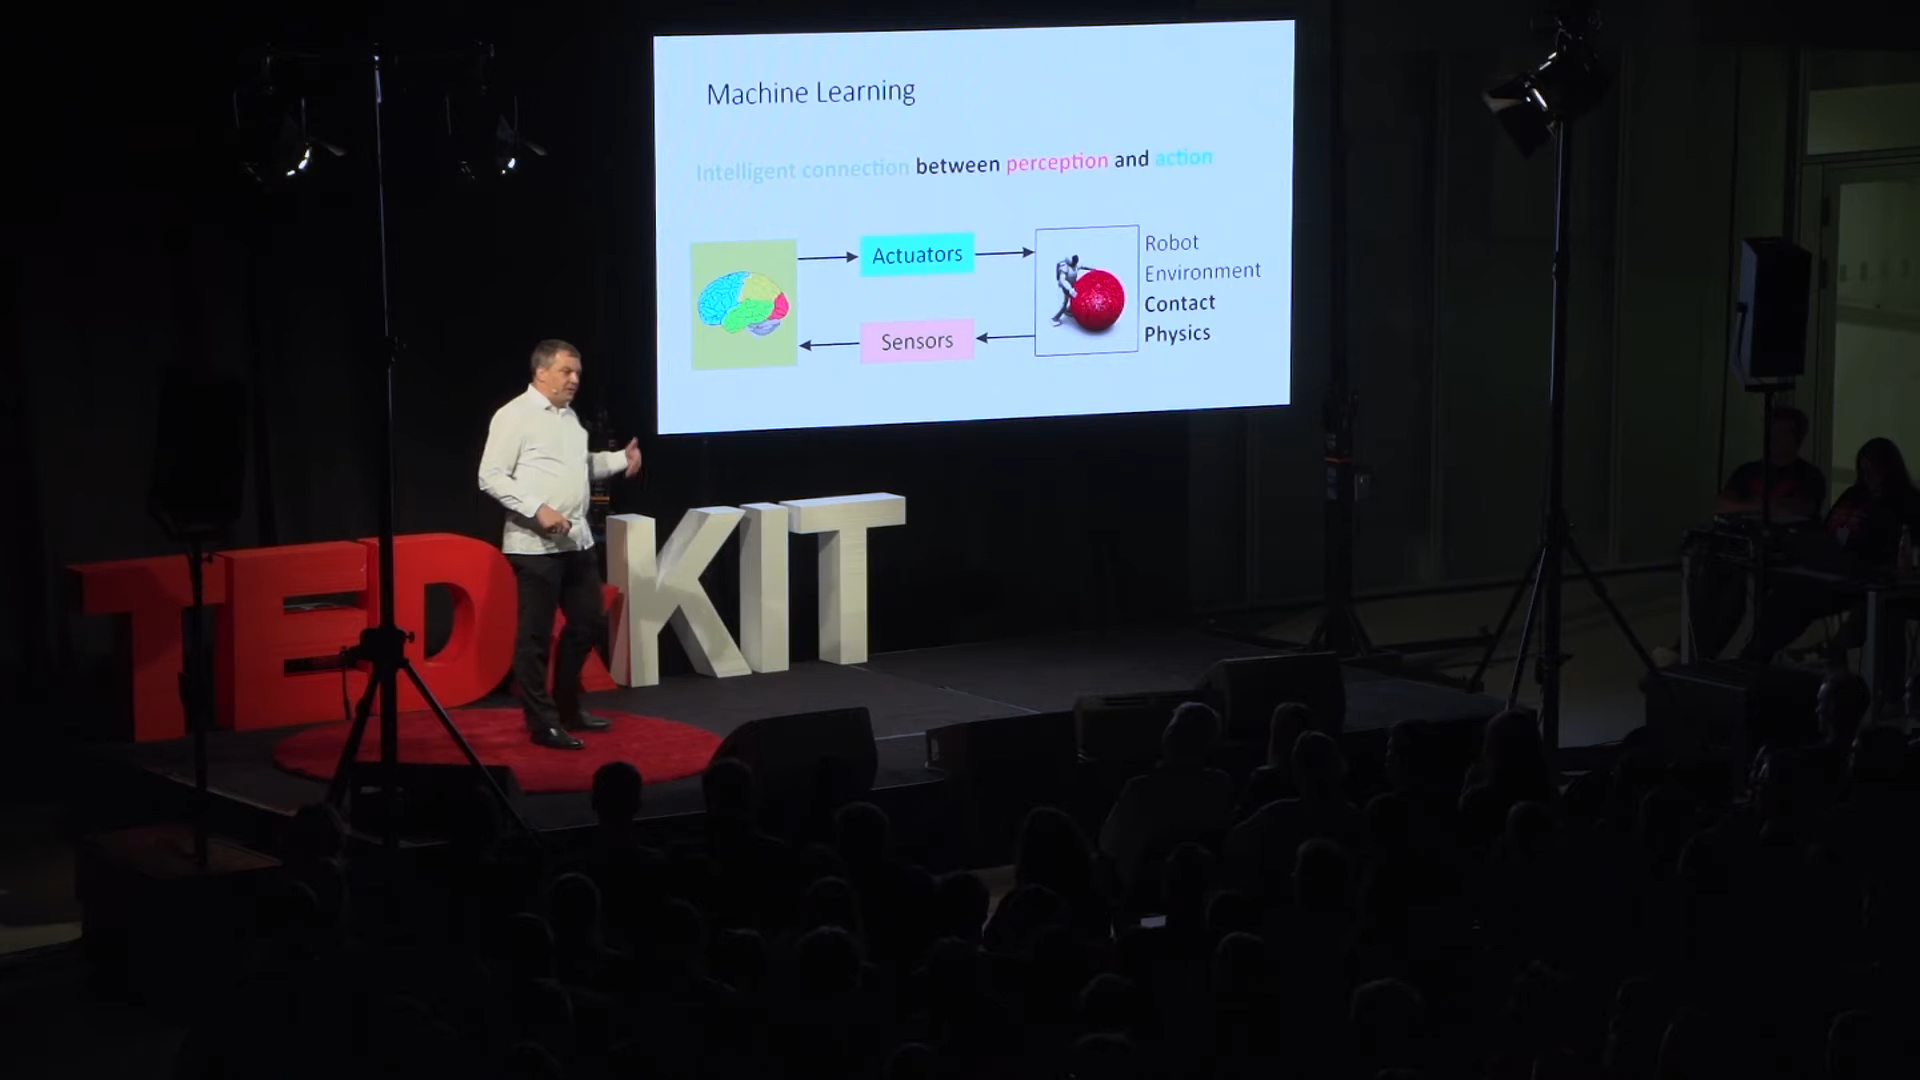 Machine Learning
Intelligent connection between perception and action
Actuators
Sensors
Robot
Environment
Contact
Physics
TEDxKIT